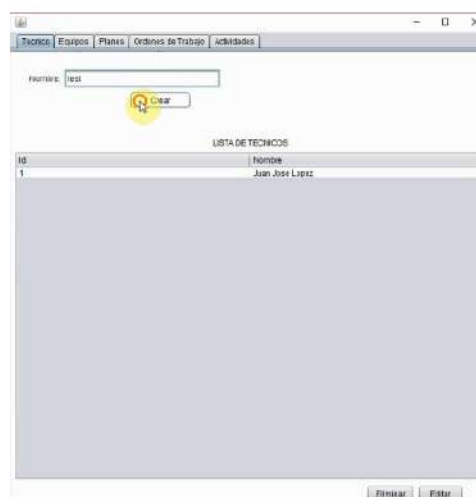 Tecnico Equipos Planes Ordenes de Trabajo Actividades
Nombre: Test
Crear
LISTA DE TECNICOS
Id Nombre
1 Juan Jose Lopez
Eliminar Editar